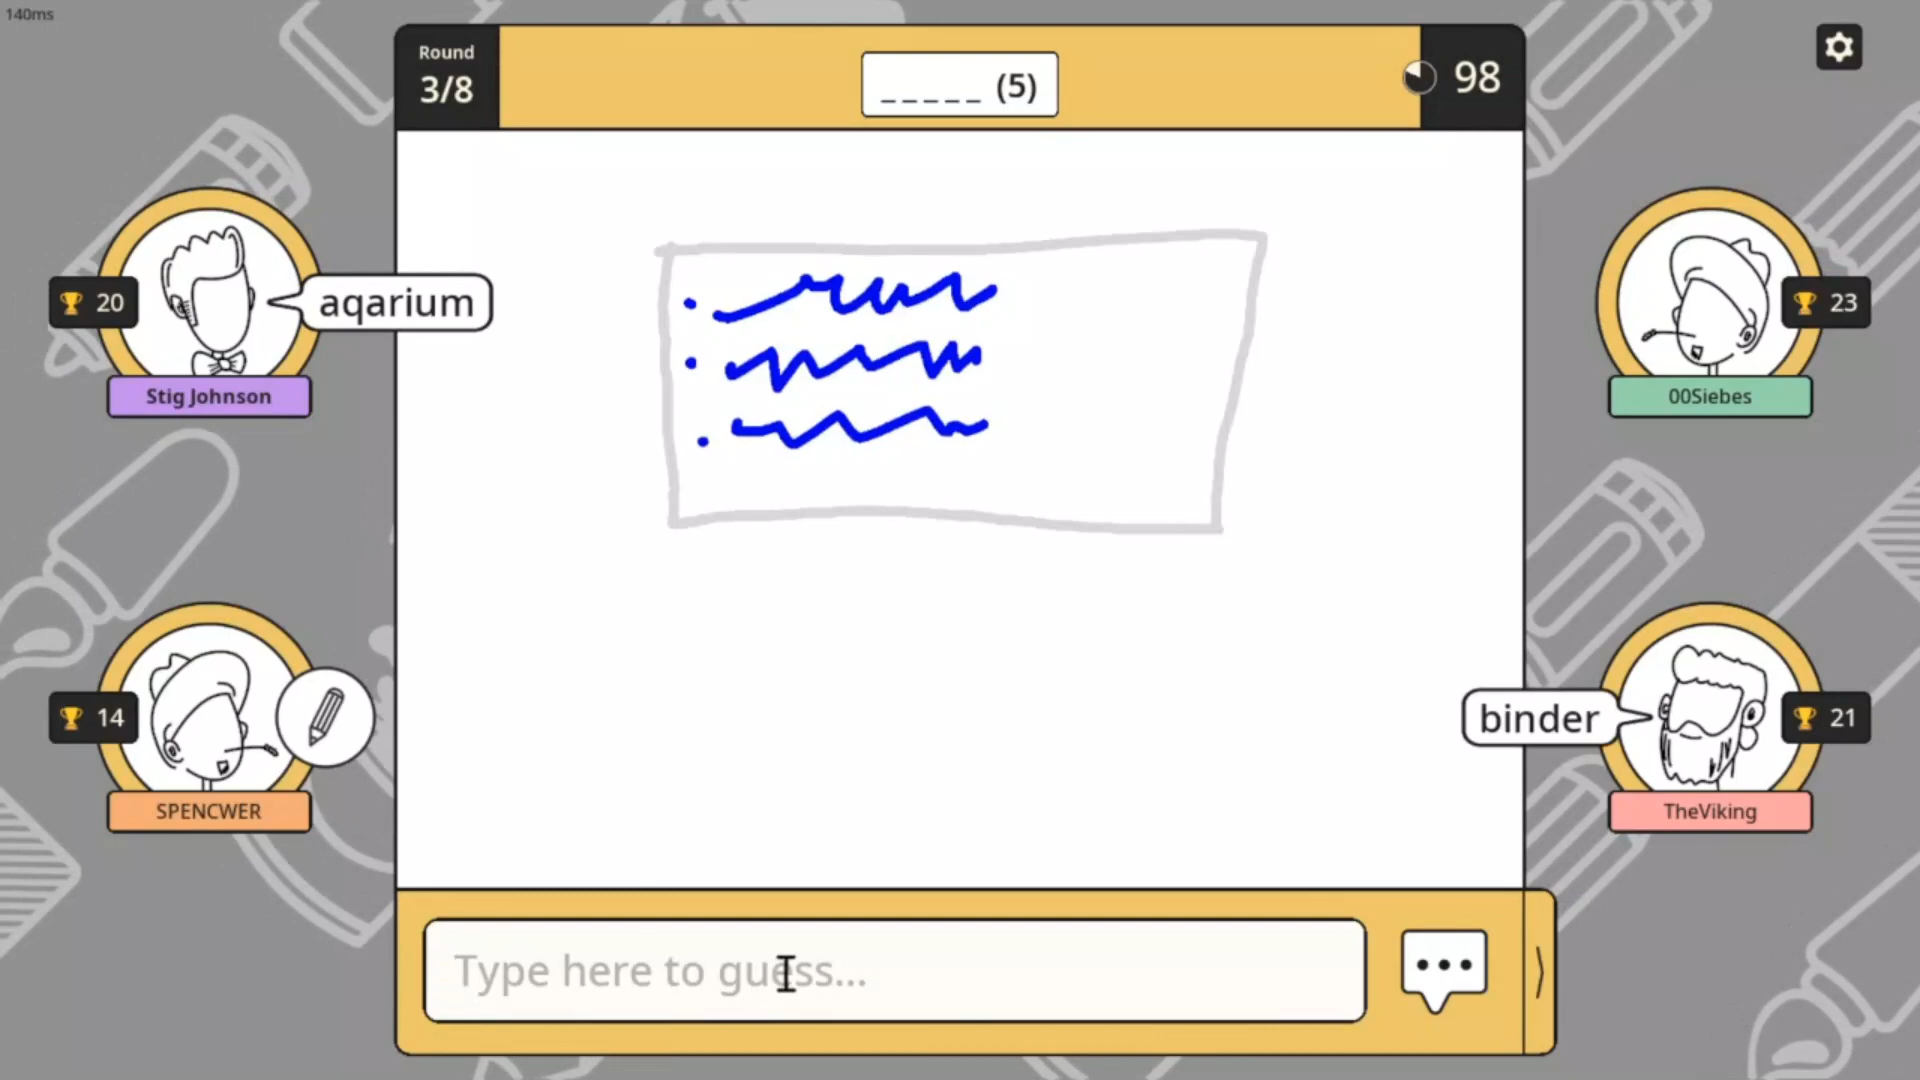 140ms
Round
3/8
_ _ _ _ _ (5)
98
20
aqarium
Stig Johnson
23
00Siebes
14
SPENCWER
binder
21
TheViking
Type here to guess...